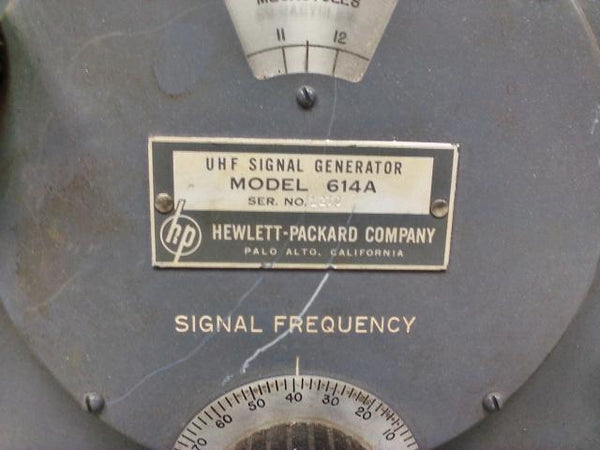 MEGACYCLES
11 12
UHF SIGNAL GENERATOR
MODEL 614A
SER. NO.
hp HEWLETT-PACKARD COMPANY
PALO ALTO, CALIFORNIA
SIGNAL FREQUENCY
70 60 50 40 30 20 10